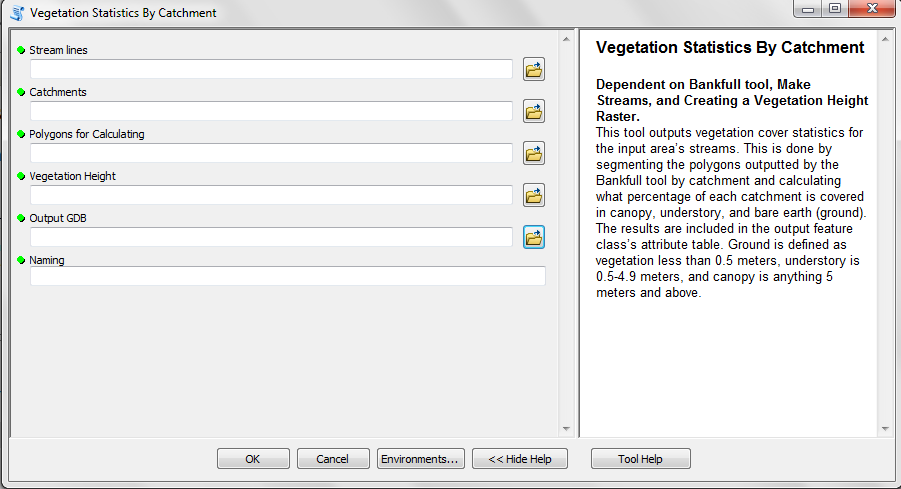 Vegetation Statistics By Catchment
Stream lines
Catchments
Polygons for Calculating
Vegetation Height
Output GDB
Naming
Vegetation Statistics By Catchment
Dependent on Bankfull tool, Make
Streams, and Creating a Vegetation Height
Raster.
This tool outputs vegetation cover statistics for
the input area's streams. This is done by
segmenting the polygons outputted by the
Bankfull tool by catchment and calculating
what percentage of each catchment is covered
in canopy, understory, and bare earth (ground).
The results are included in the output feature
class's attribute table. Ground is defined as
vegetation less than 0.5 meters, understory is
0.5-4.9 meters, and canopy is anything 5
meters and above.
OK
Cancel
Environments...
<< Hide Help
Tool Help